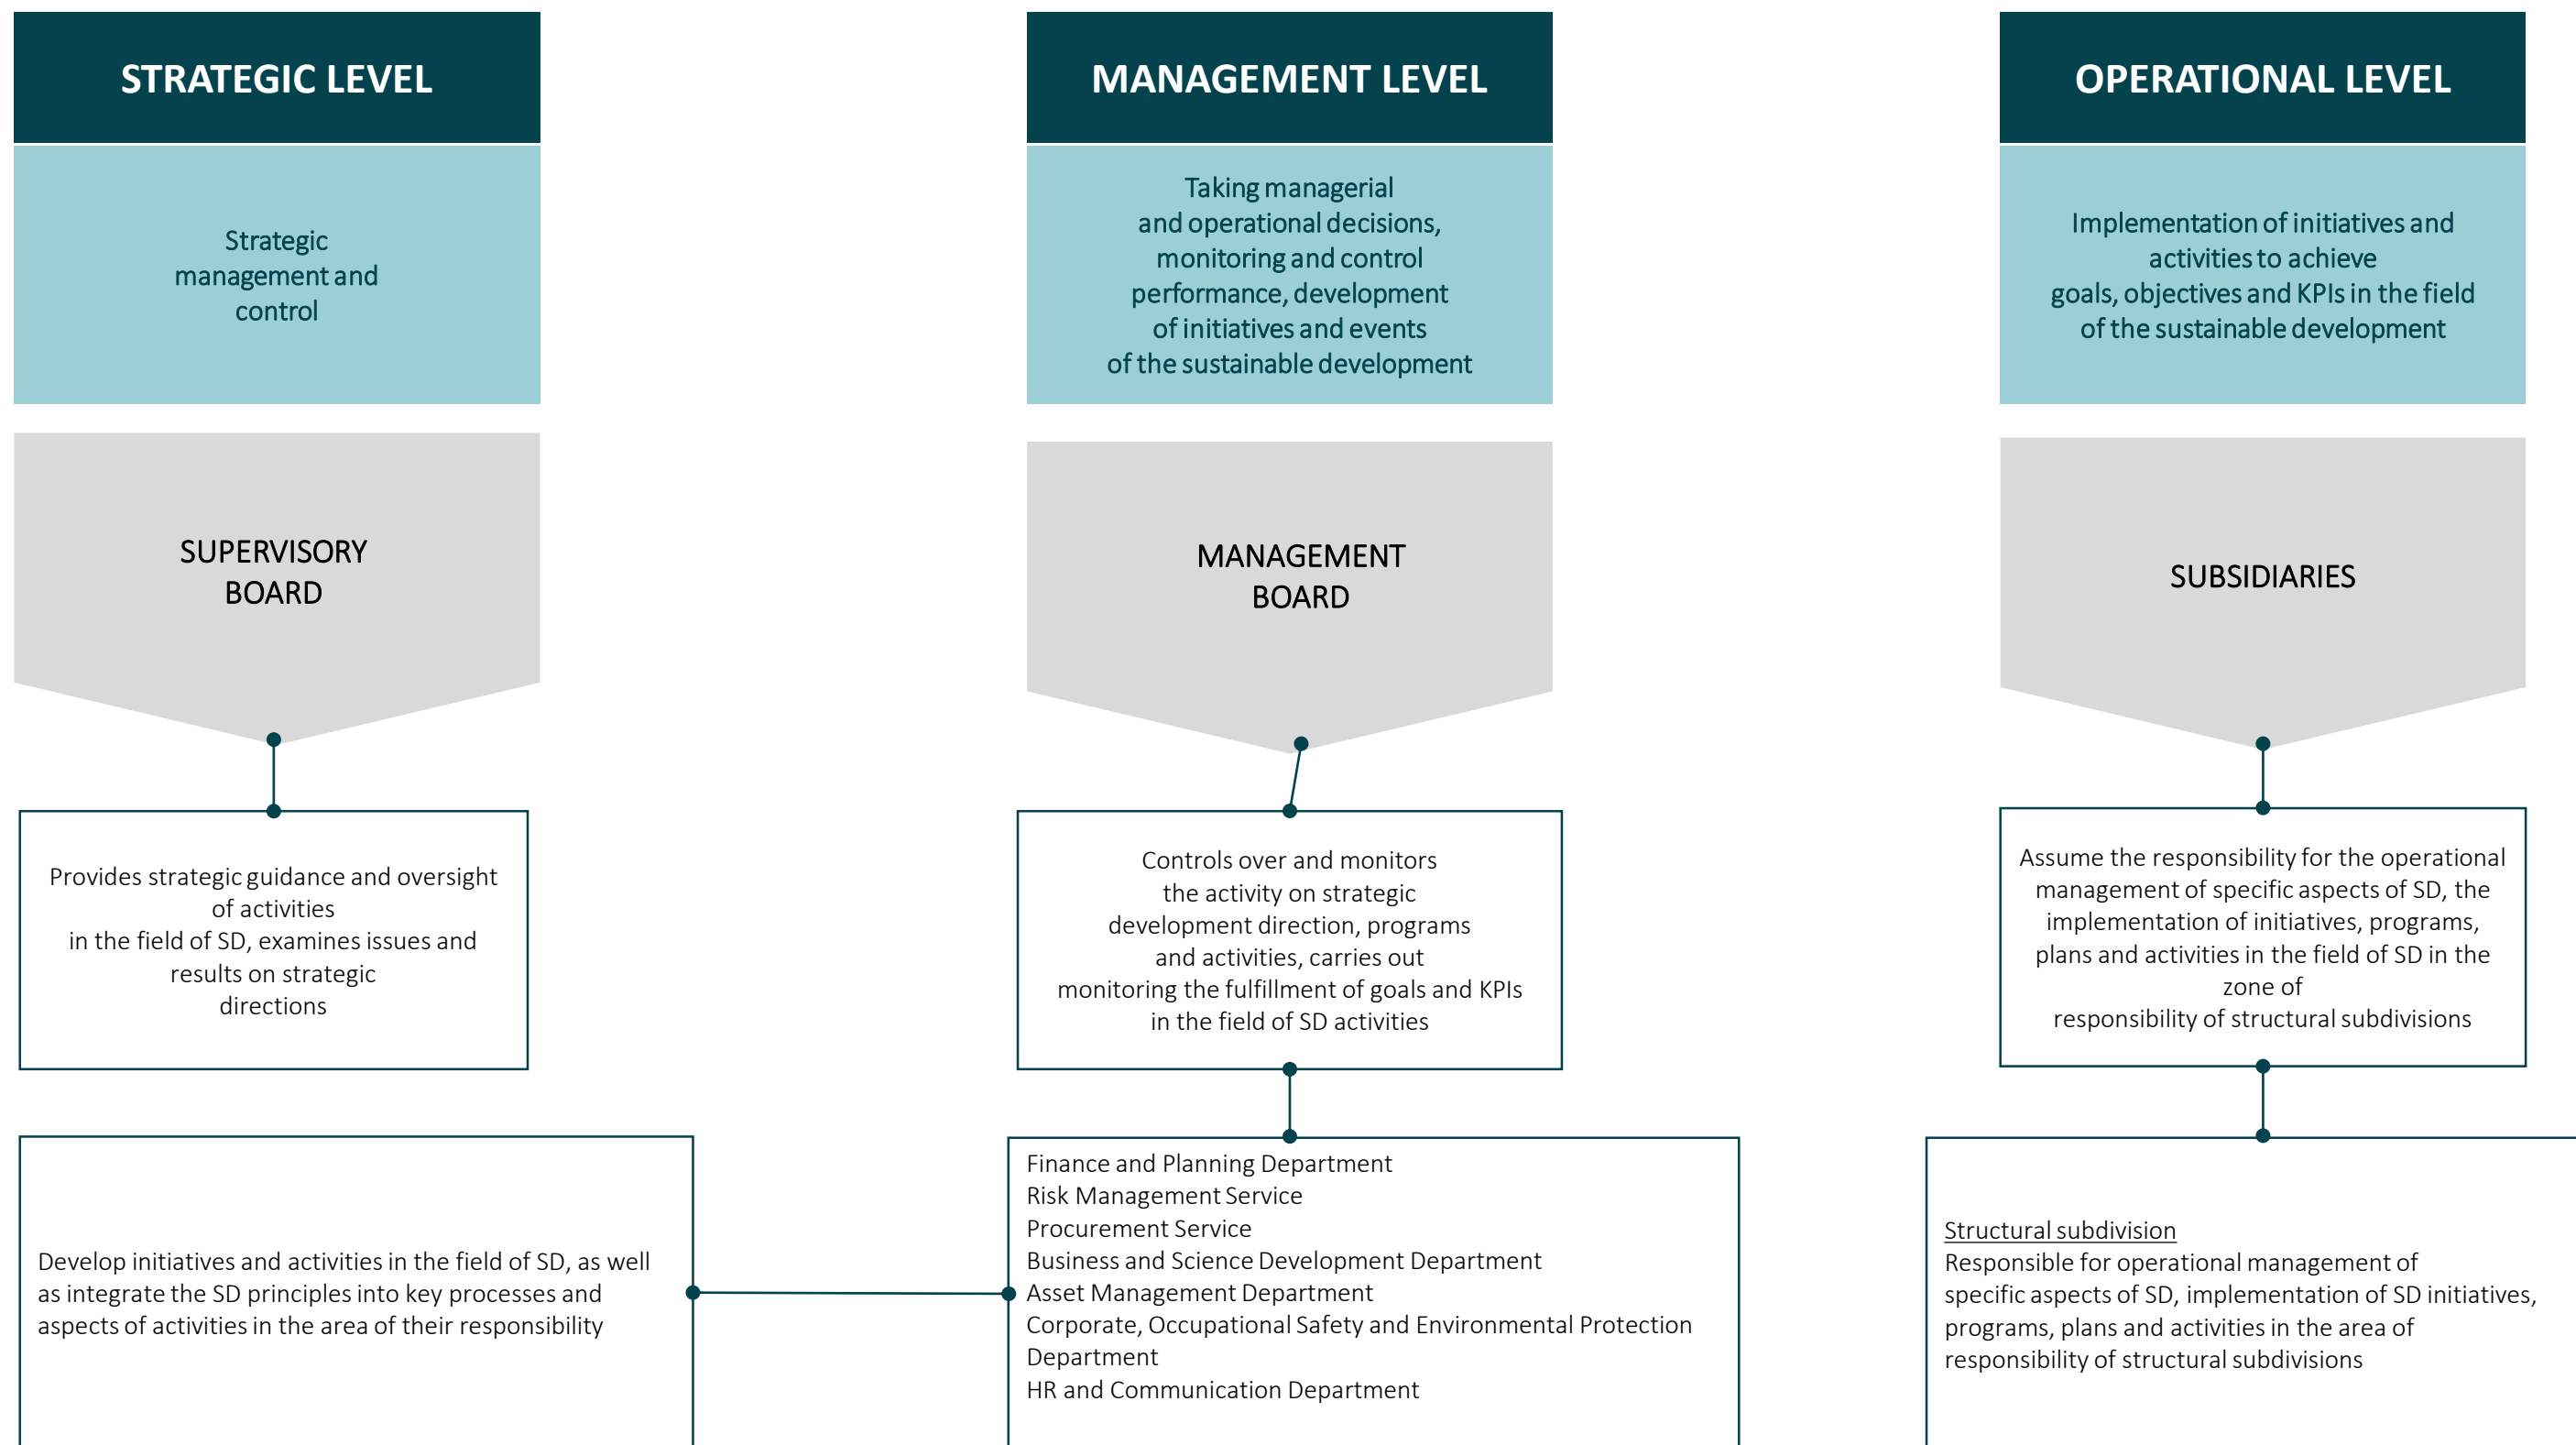 STRATEGIC LEVEL
Strategic
management and
control
SUPERVISORY
BOARD
Provides strategic guidance and oversight
of activities
in the field of SD, examines issues and
results on strategic
directions
Develop initiatives and activities in the field of SD, as well
as integrate the SD principles into key processes and
aspects of activities in the area of their responsibility
MANAGEMENT LEVEL
Taking managerial
and operational decisions,
monitoring and control
performance, development
of initiatives and events
of the sustainable development
MANAGEMENT
BOARD
Controls over and monitors
the activity on strategic
development direction, programs
and activities, carries out
monitoring the fulfillment of goals and KPIs
in the field of SD activities
Finance and Planning Department
Risk Management Service
Procurement Service
Business and Science Development Department
Asset Management Department
Corporate, Occupational Safety and Environmental Protection
Department
HR and Communication Department
OPERATIONAL LEVEL
Implementation of initiatives and
activities to achieve
goals, objectives and KPIs in the field
of the sustainable development
SUBSIDIARIES
Assume the responsibility for the operational
management of specific aspects of SD, the
implementation of initiatives, programs,
plans and activities in the field of SD in the
zone of
responsibility of structural subdivisions
Structural subdivision
Responsible for operational management of
specific aspects of SD, implementation of SD initiatives,
programs, plans and activities in the area of
responsibility of structural subdivisions